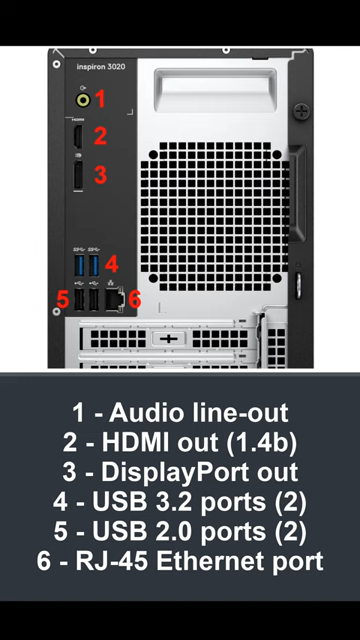 inspiron 3020
1
HDMI
2
3
4
5
6
1 - Audio line-out
2 - HDMI out (1.4b)
3 - DisplayPort out
4 - USB 3.2 ports (2)
5 - USB 2.0 ports (2)
6 - RJ-45 Ethernet port